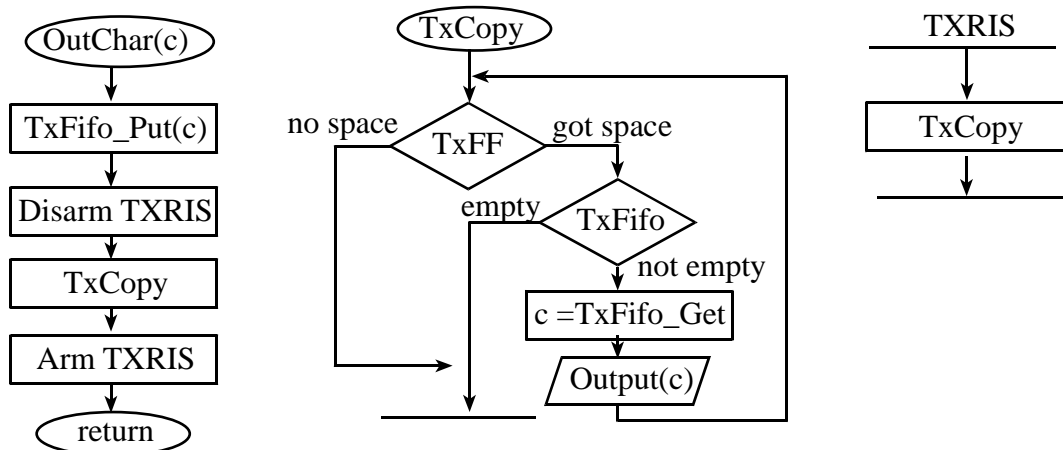 OutChar(c)
TxFifo_Put(c)
Disarm TXRIS
TxCopy
Arm TXRIS
return
TxCopy
no space
TxFF
got space
empty
TxFifo
not empty
c =TxFifo_Get
Output(c)
TXRIS
TxCopy